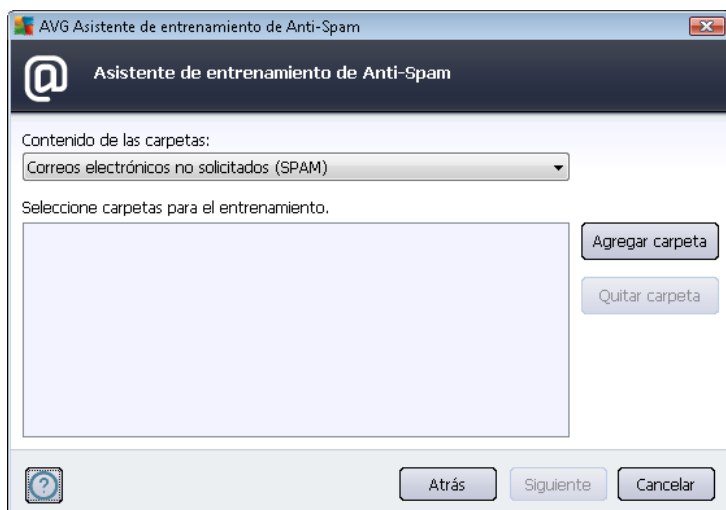 AVG Asistente de entrenamiento de Anti-Spam
@ Asistente de entrenamiento de Anti-Spam
Contenido de las carpetas:
Correos electrónicos no solicitados (SPAM)
Seleccione carpetas para el entrenamiento.
Agregar carpeta
Quitar carpeta
? Atrás Siguiente Cancelar